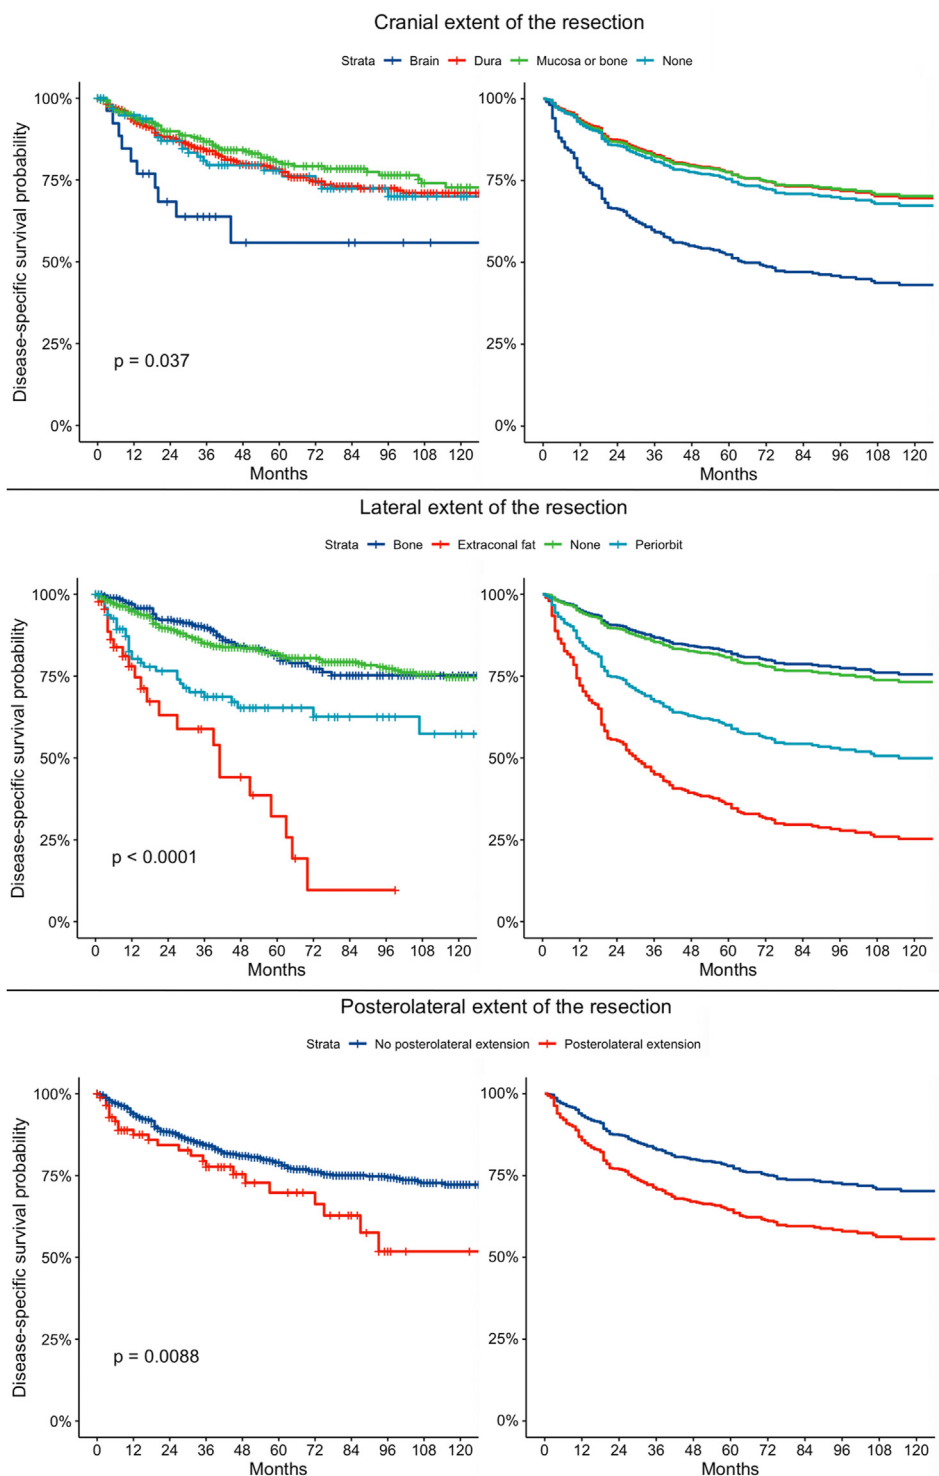 Cranial extent of the resection
Strata Brain Dura Mucosa or bone None
Disease-specific survival probability
100%
75%
50%
25%
0%
p = 0.037
0 12 24 36 48 60 72 84 96 108 120
Months
100%
75%
50%
25%
0%
0 12 24 36 48 60 72 84 96 108 120
Months
Lateral extent of the resection
Strata Bone Extraconal fat None Periorbit
Disease-specific survival probability
100%
75%
50%
25%
0%
p < 0.0001
0 12 24 36 48 60 72 84 96 108 120
Months
100%
75%
50%
25%
0%
0 12 24 36 48 60 72 84 96 108 120
Months
Posterolateral extent of the resection
Strata No posterolateral extension Posterolateral extension
Disease-specific survival probability
100%
75%
50%
25%
0%
p = 0.0088
0 12 24 36 48 60 72 84 96 108 120
Months
100%
75%
50%
25%
0%
0 12 24 36 48 60 72 84 96 108 120
Months